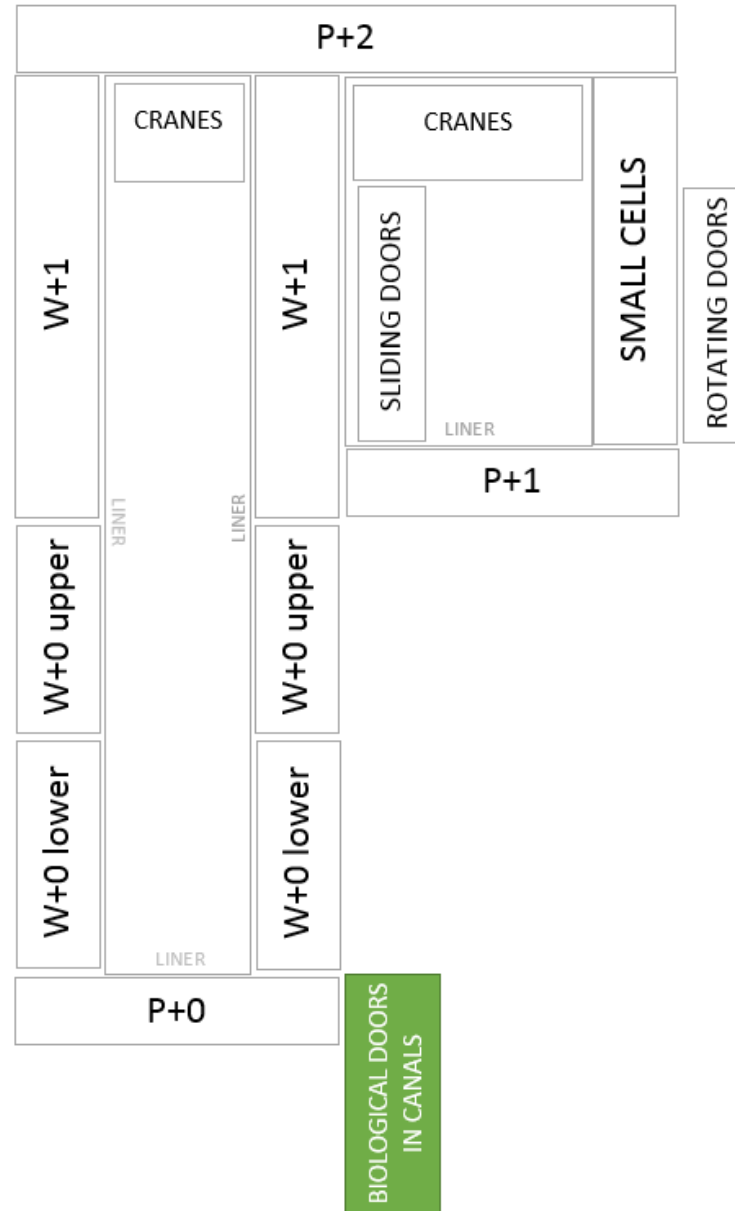 P+2
W+1
CRANES
W+1
CRANES
SLIDING DOORS
LINER
SMALL CELLS
ROTATING DOORS
P+1
LINER
LINER
W+0 upper
W+0 upper
W+0 lower
W+0 lower
LINER
P+0
BIOLOGICAL DOORS
IN CANALS